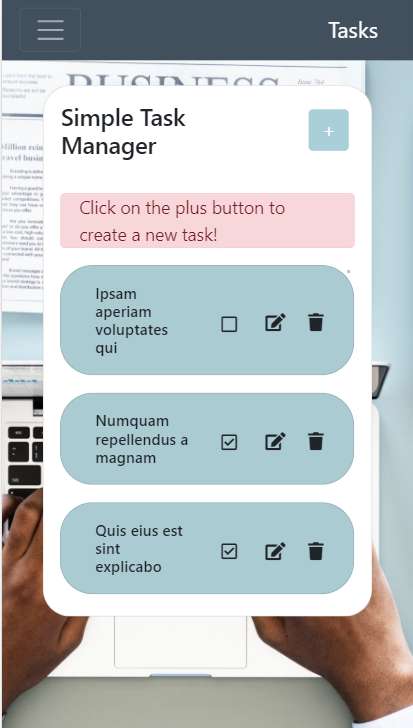 Tasks
BUSINESS
Simple Task
Manager
+
Click on the plus button to
create a new task!
Ipsam
aperiam
voluptates
qui
Numquam
repellendus a
magnam
Quis eius est
sint
explicabo